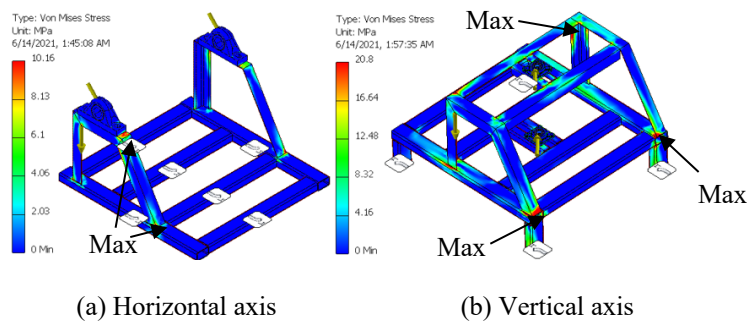 Type: Von Mises Stress
Unit: MPa
6/14/2021, 1:45:08 AM
10.16
8.13
6.1
4.06
2.03
0 Min
Max
Type: Von Mises Stress
Unit: MPa
6/14/2021, 1:57:35 AM
20.8
16.64
12.48
8.32
4.16
0 Min
Max
Max
Max
(a) Horizontal axis
(b) Vertical axis